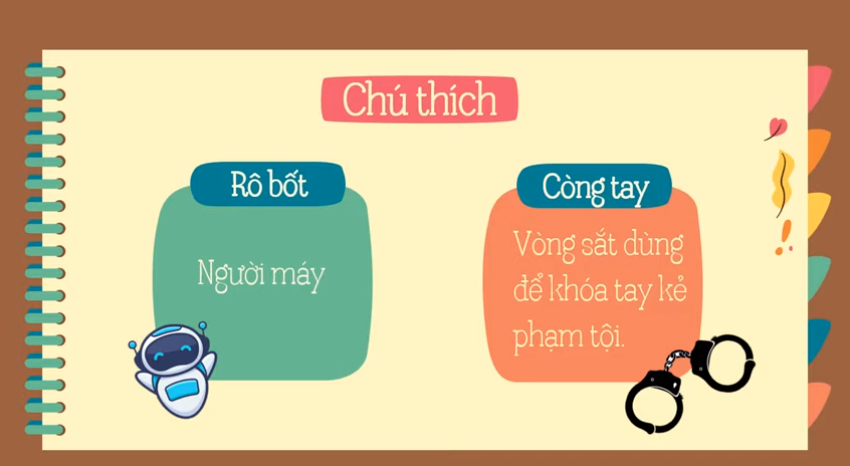 Chú thích
Rô bốt
Người máy
Còng tay
Vòng sắt dùng
để khóa tay kẻ
phạm tội.